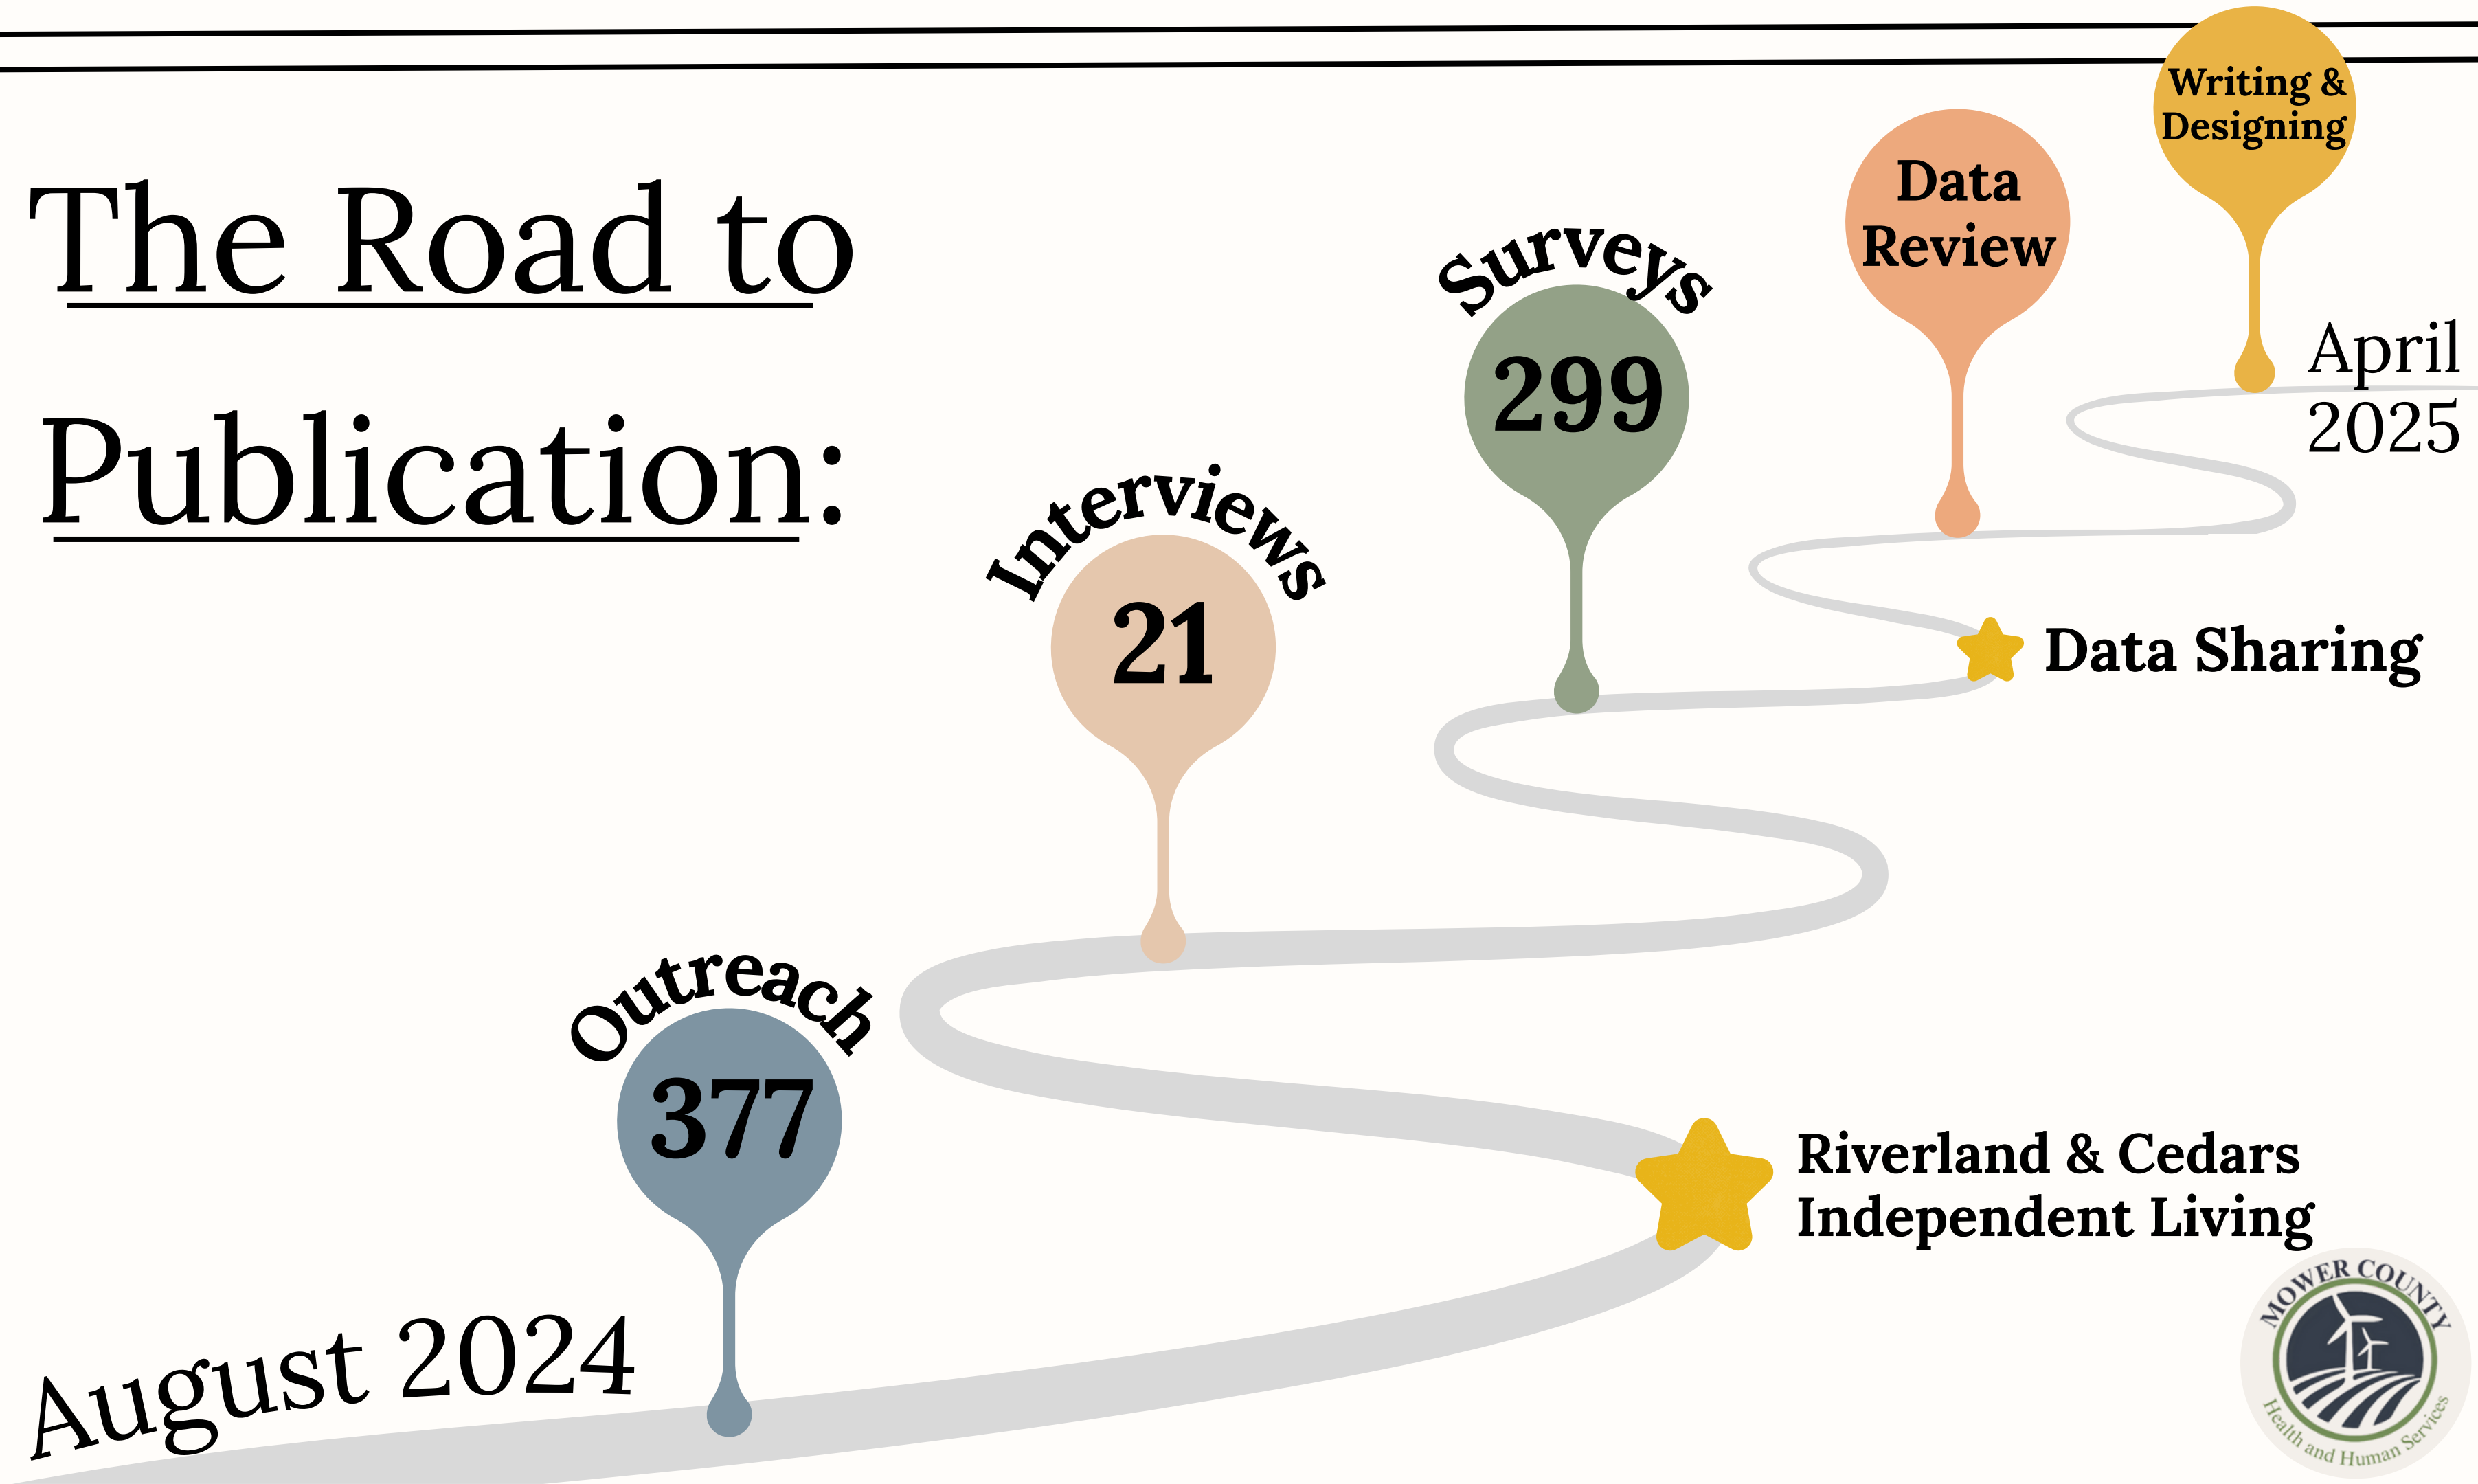 The Road to
Publication:
Writing &
Designing
Data
Review
Surveys
299
April
2025
Interviews
21
Data Sharing
Outreach
377
Riverland & Cedars
Independent Living
August 2024
MOWER COUNTY
Health and Human Services